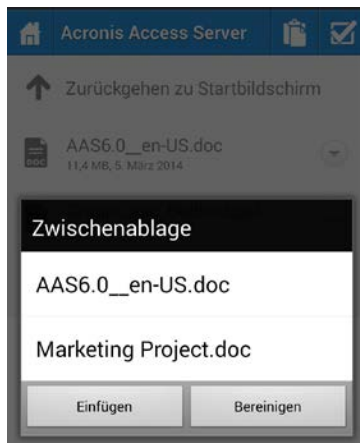 Acronis Access Server
Zurückgehen zu Startbildschirm
AAS6.0__en-US.doc
DOC
11,4 MB, 5. März 2014
Zwischenablage
AAS6.0__en-US.doc
Marketing Project.doc
Einfügen
Bereinigen